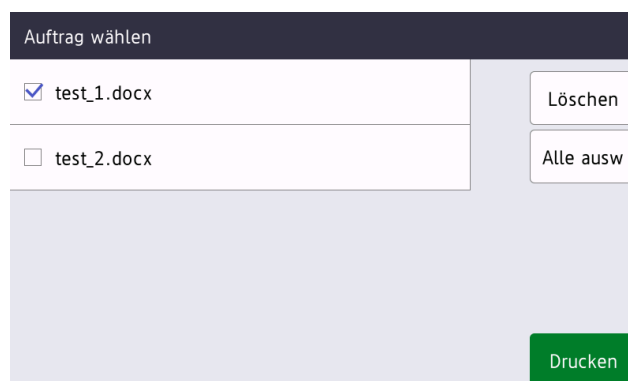 Auftrag wählen
test_1.docx
Löschen
test_2.docx
Alle ausw
Drucken